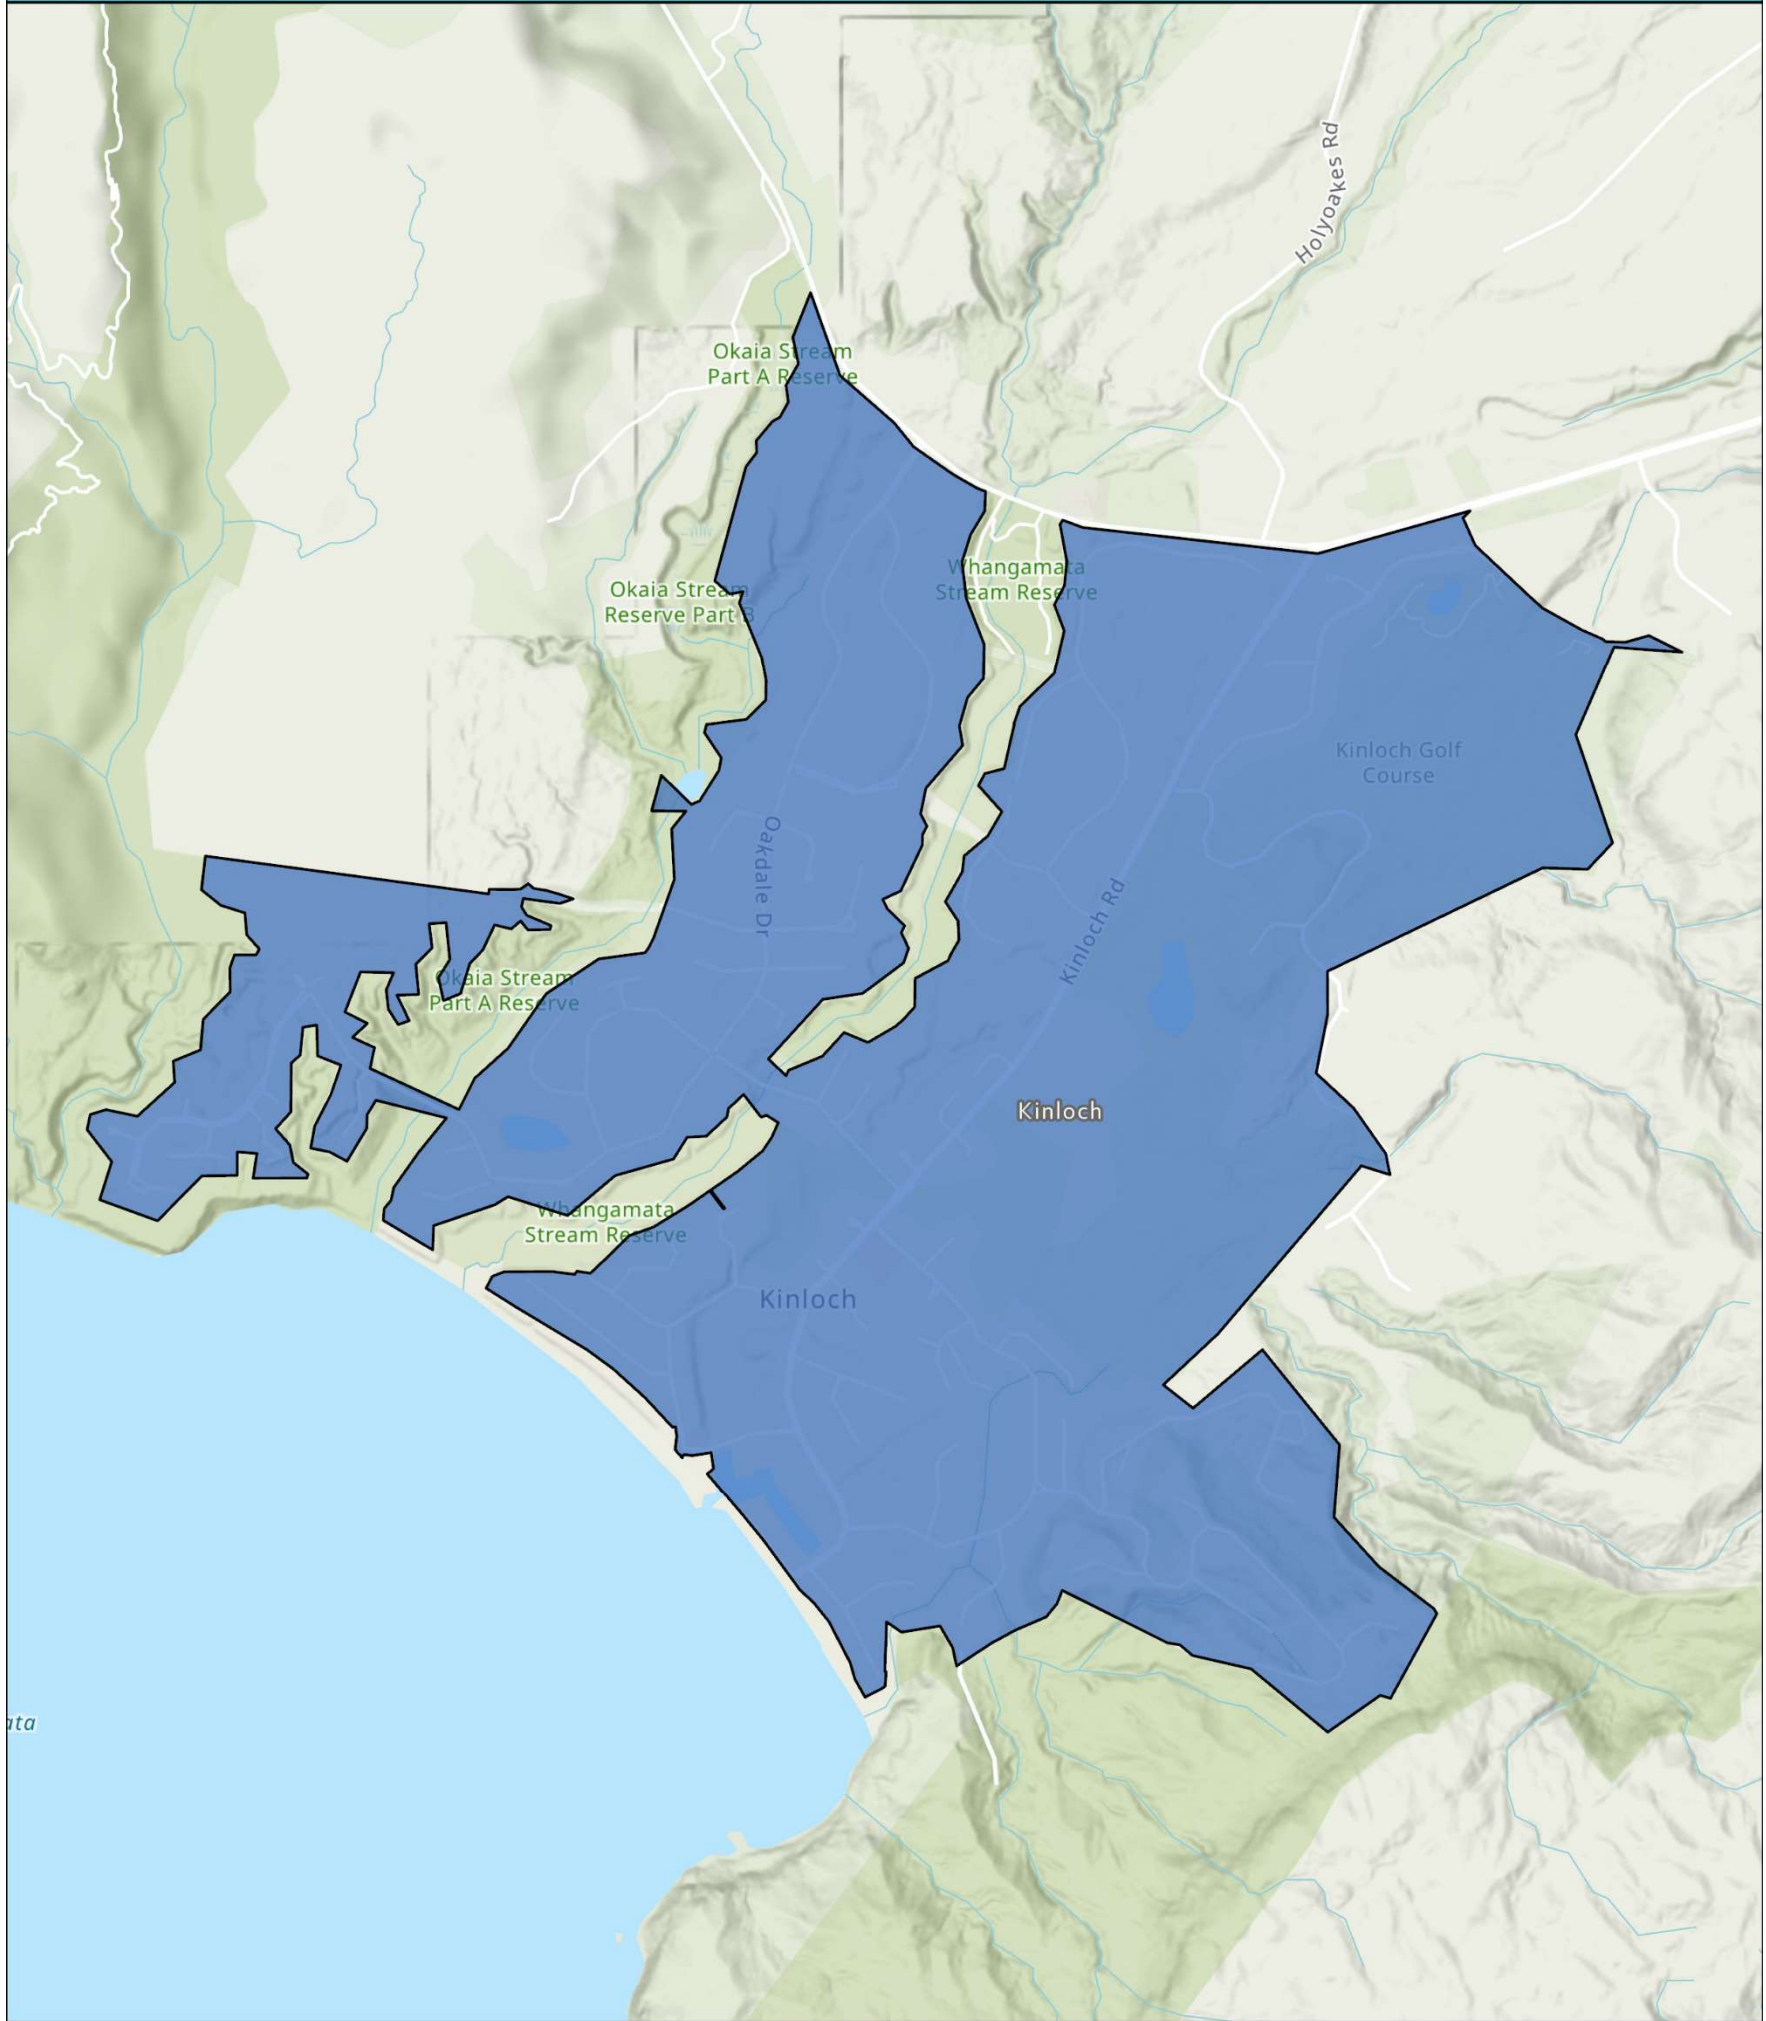 Holyoakes Rd
Okaia Stream
Part A Reserve
Whangamata
Stream Reserve
Okaia Stream
Reserve Part B
Kinloch Golf
Course
Oakdale Dr
Kinloch Rd
Okaia Stream
Part A Reserve
Kinloch
Whangamata
Stream Reserve
Kinloch
ata